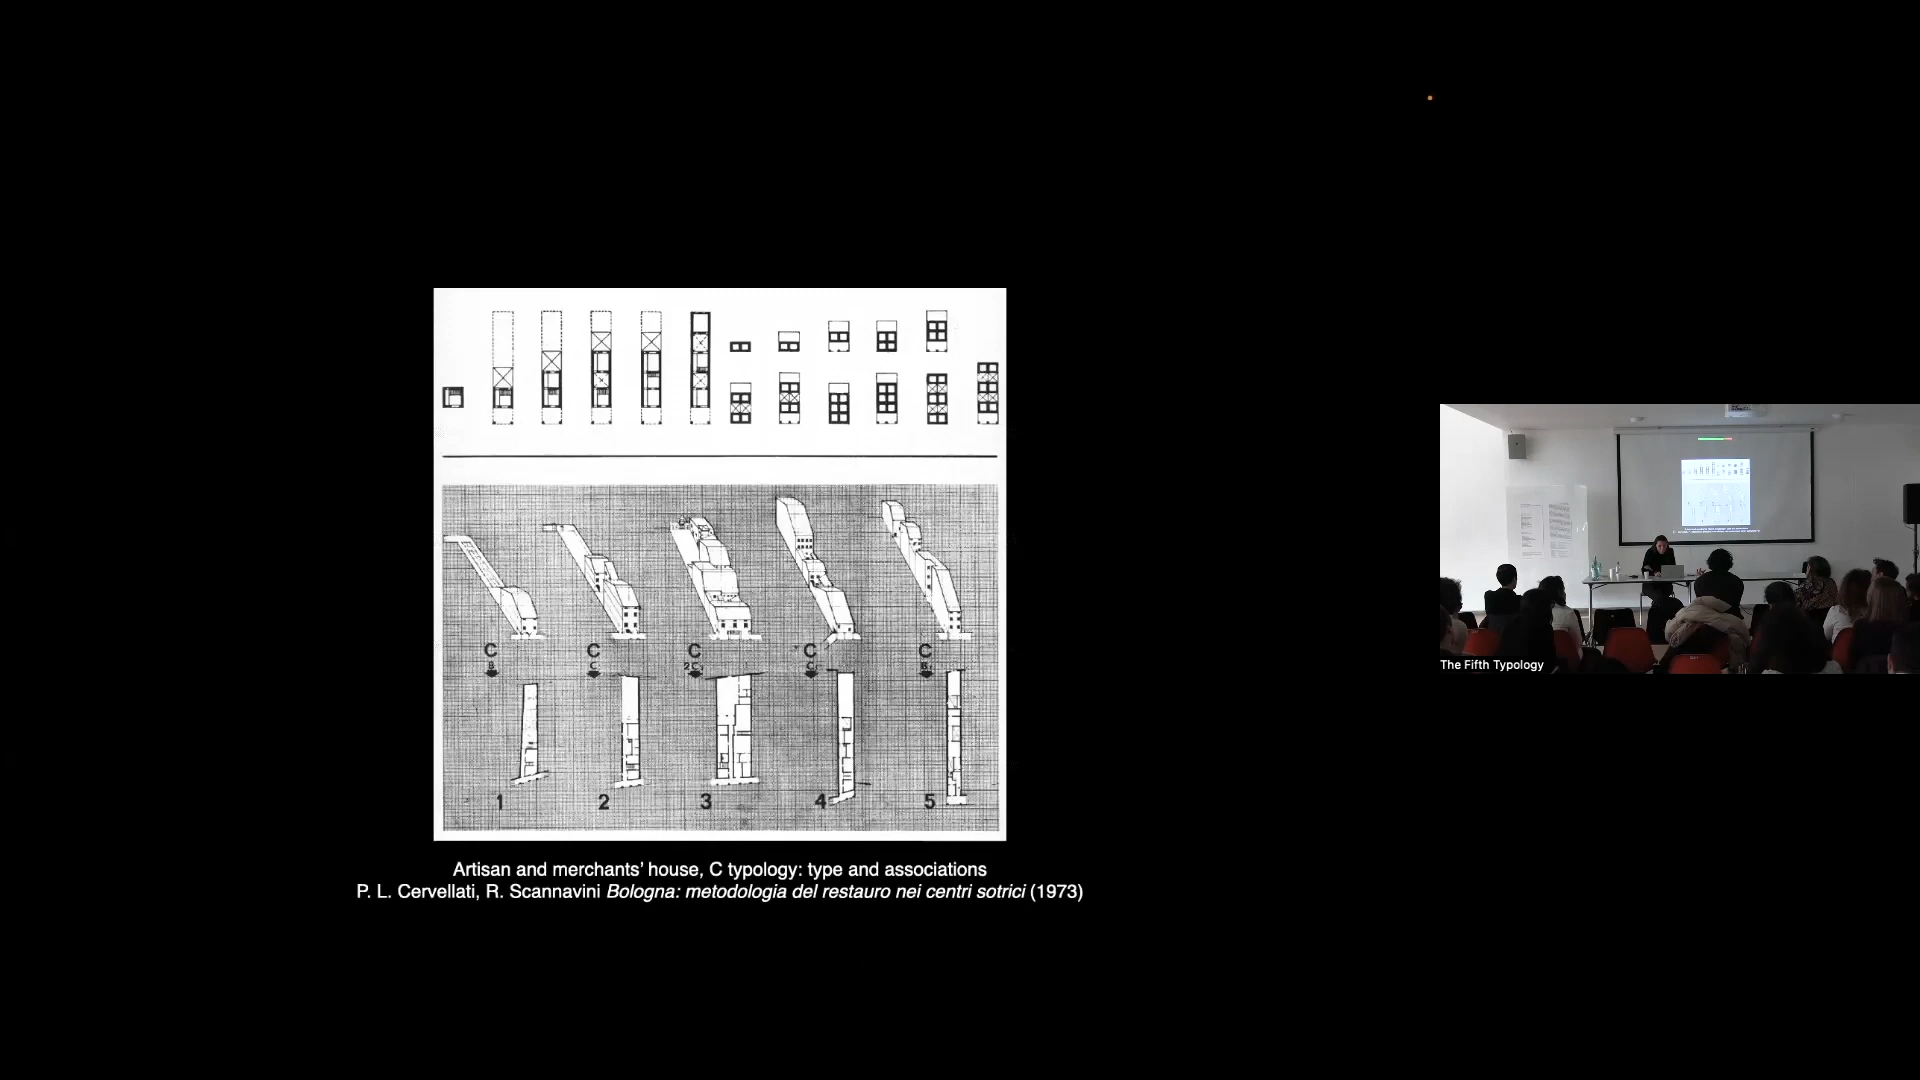 C C C C C
B C 2C
1 2 3 4 5
Artisan and merchants’ house, C typology: type and associations
P. L. Cervellati, R. Scannavini Bologna: metodologia del restauro nei centri sotrici (1973)
The Fifth Typology